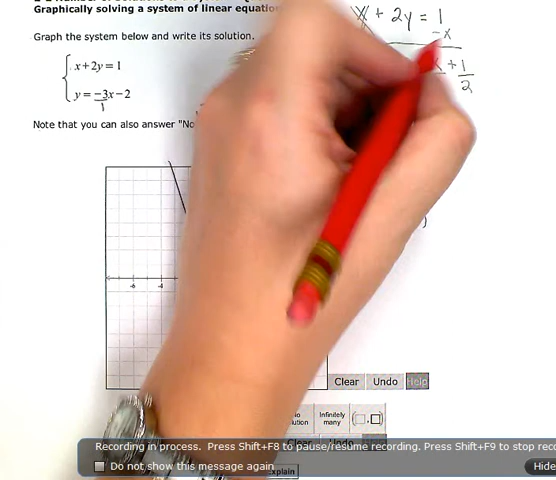 Graphically solving a system of linear
x + 2y = 1
-x
Graph the system below and write its solution.
+ 1
2
x+2y=1
y=-3x-2
1
Note that you can also answer
-6 -4
Clear Undo Help
Infinitely
many
Recording in process. Press Shift+F8 to pause/resume recording. Press Shift+F9 to stop
Do not show this message again
Hide